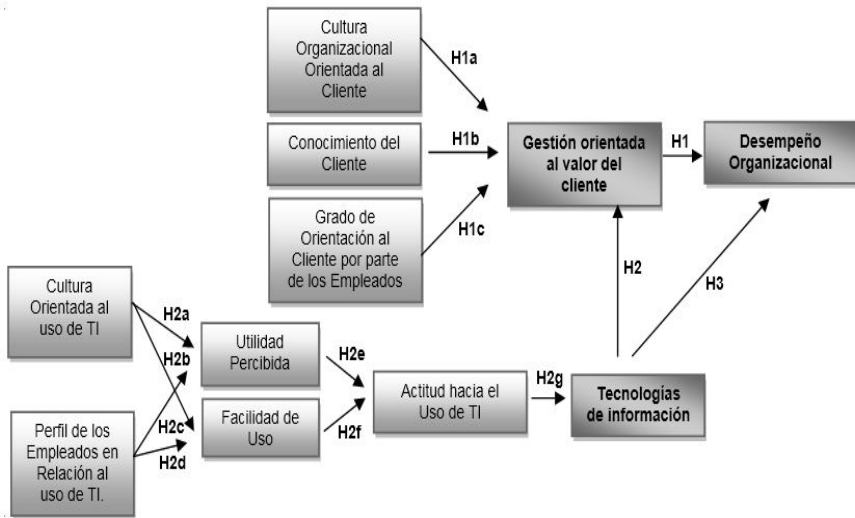 Cultura
Organizacional
Orientada al
Cliente
H1a
Conocimiento del
Cliente
H1b
Grado de
Orientación al
Cliente por parte
de los Empleados
H1c
Gestión orientada
al valor del
cliente
H1
Desempeño
Organizacional
H2
H3
Cultura
Orientada al
uso de TI
H2a
H2b
Utilidad
Percibida
H2e
Perfil de los
Empleados en
Relación al
uso de TI.
H2c
H2d
Facilidad de
Uso
H2f
Actitud hacia el
Uso de TI
H2g
Tecnologías
de información